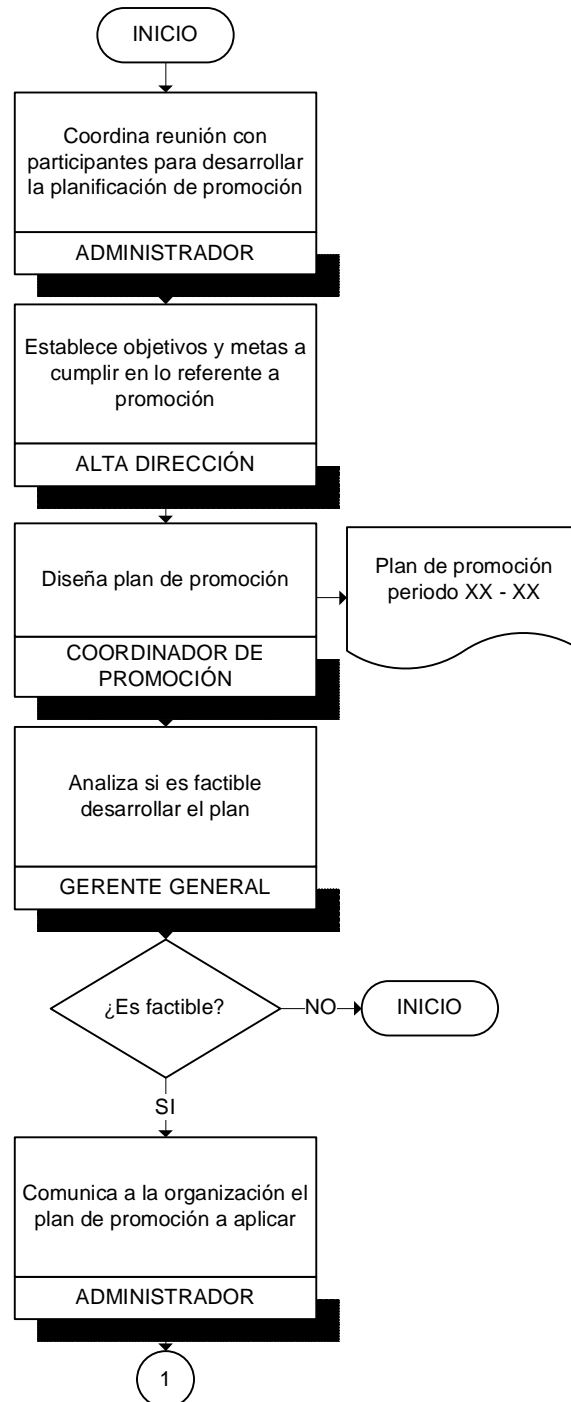 INICIO
Coordina reunión con
participantes para desarrollar
la planificación de promoción
ADMINISTRADOR
Establece objetivos y metas a
cumplir en lo referente a
promoción
ALTA DIRECCIÓN
Diseña plan de promoción
COORDINADOR DE
PROMOCIÓN
Plan de promoción
periodo XX - XX
Analiza si es factible
desarrollar el plan
GERENTE GENERAL
¿Es factible?
NO
INICIO
SI
Comunica a la organización el
plan de promoción a aplicar
ADMINISTRADOR
1